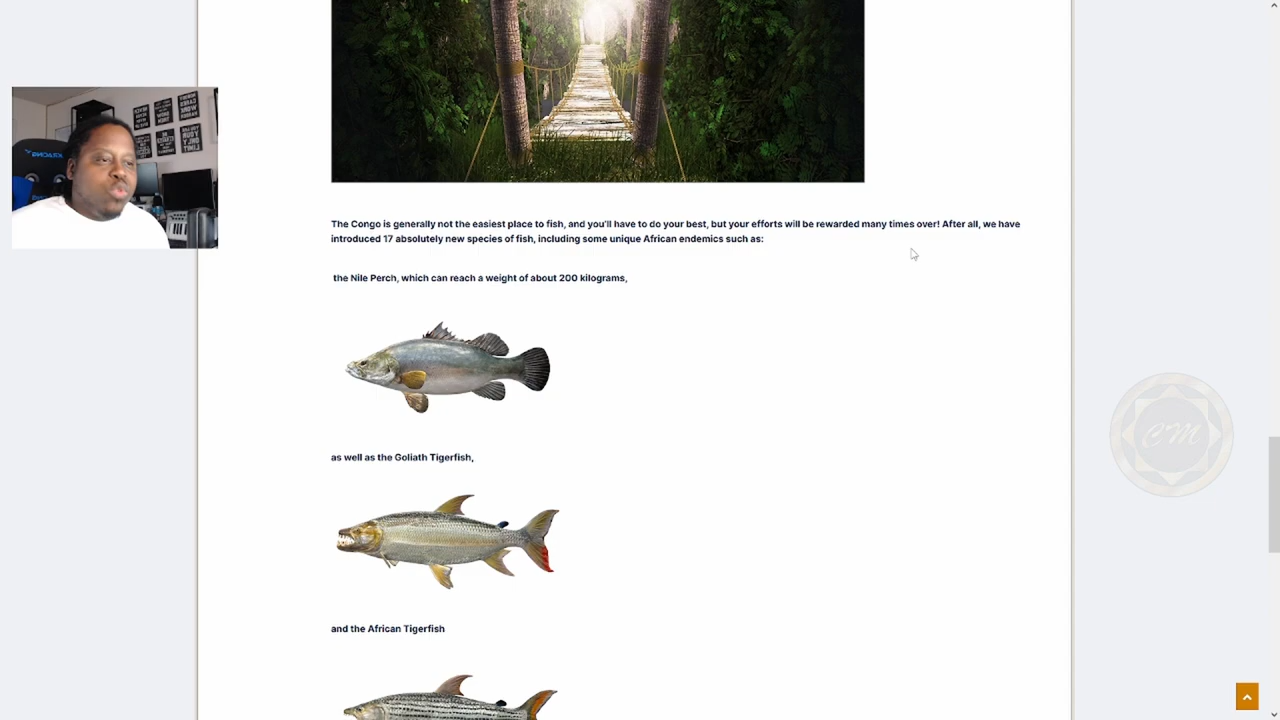 The Congo is generally not the easiest place to fish, and you'll have to do your best, but your efforts will be rewarded many times over! After all, we have
introduced 17 absolutely new species of fish, including some unique African endemics such as:
the Nile Perch, which can reach a weight of about 200 kilograms,
as well as the Goliath Tigerfish,
and the African Tigerfish
CM